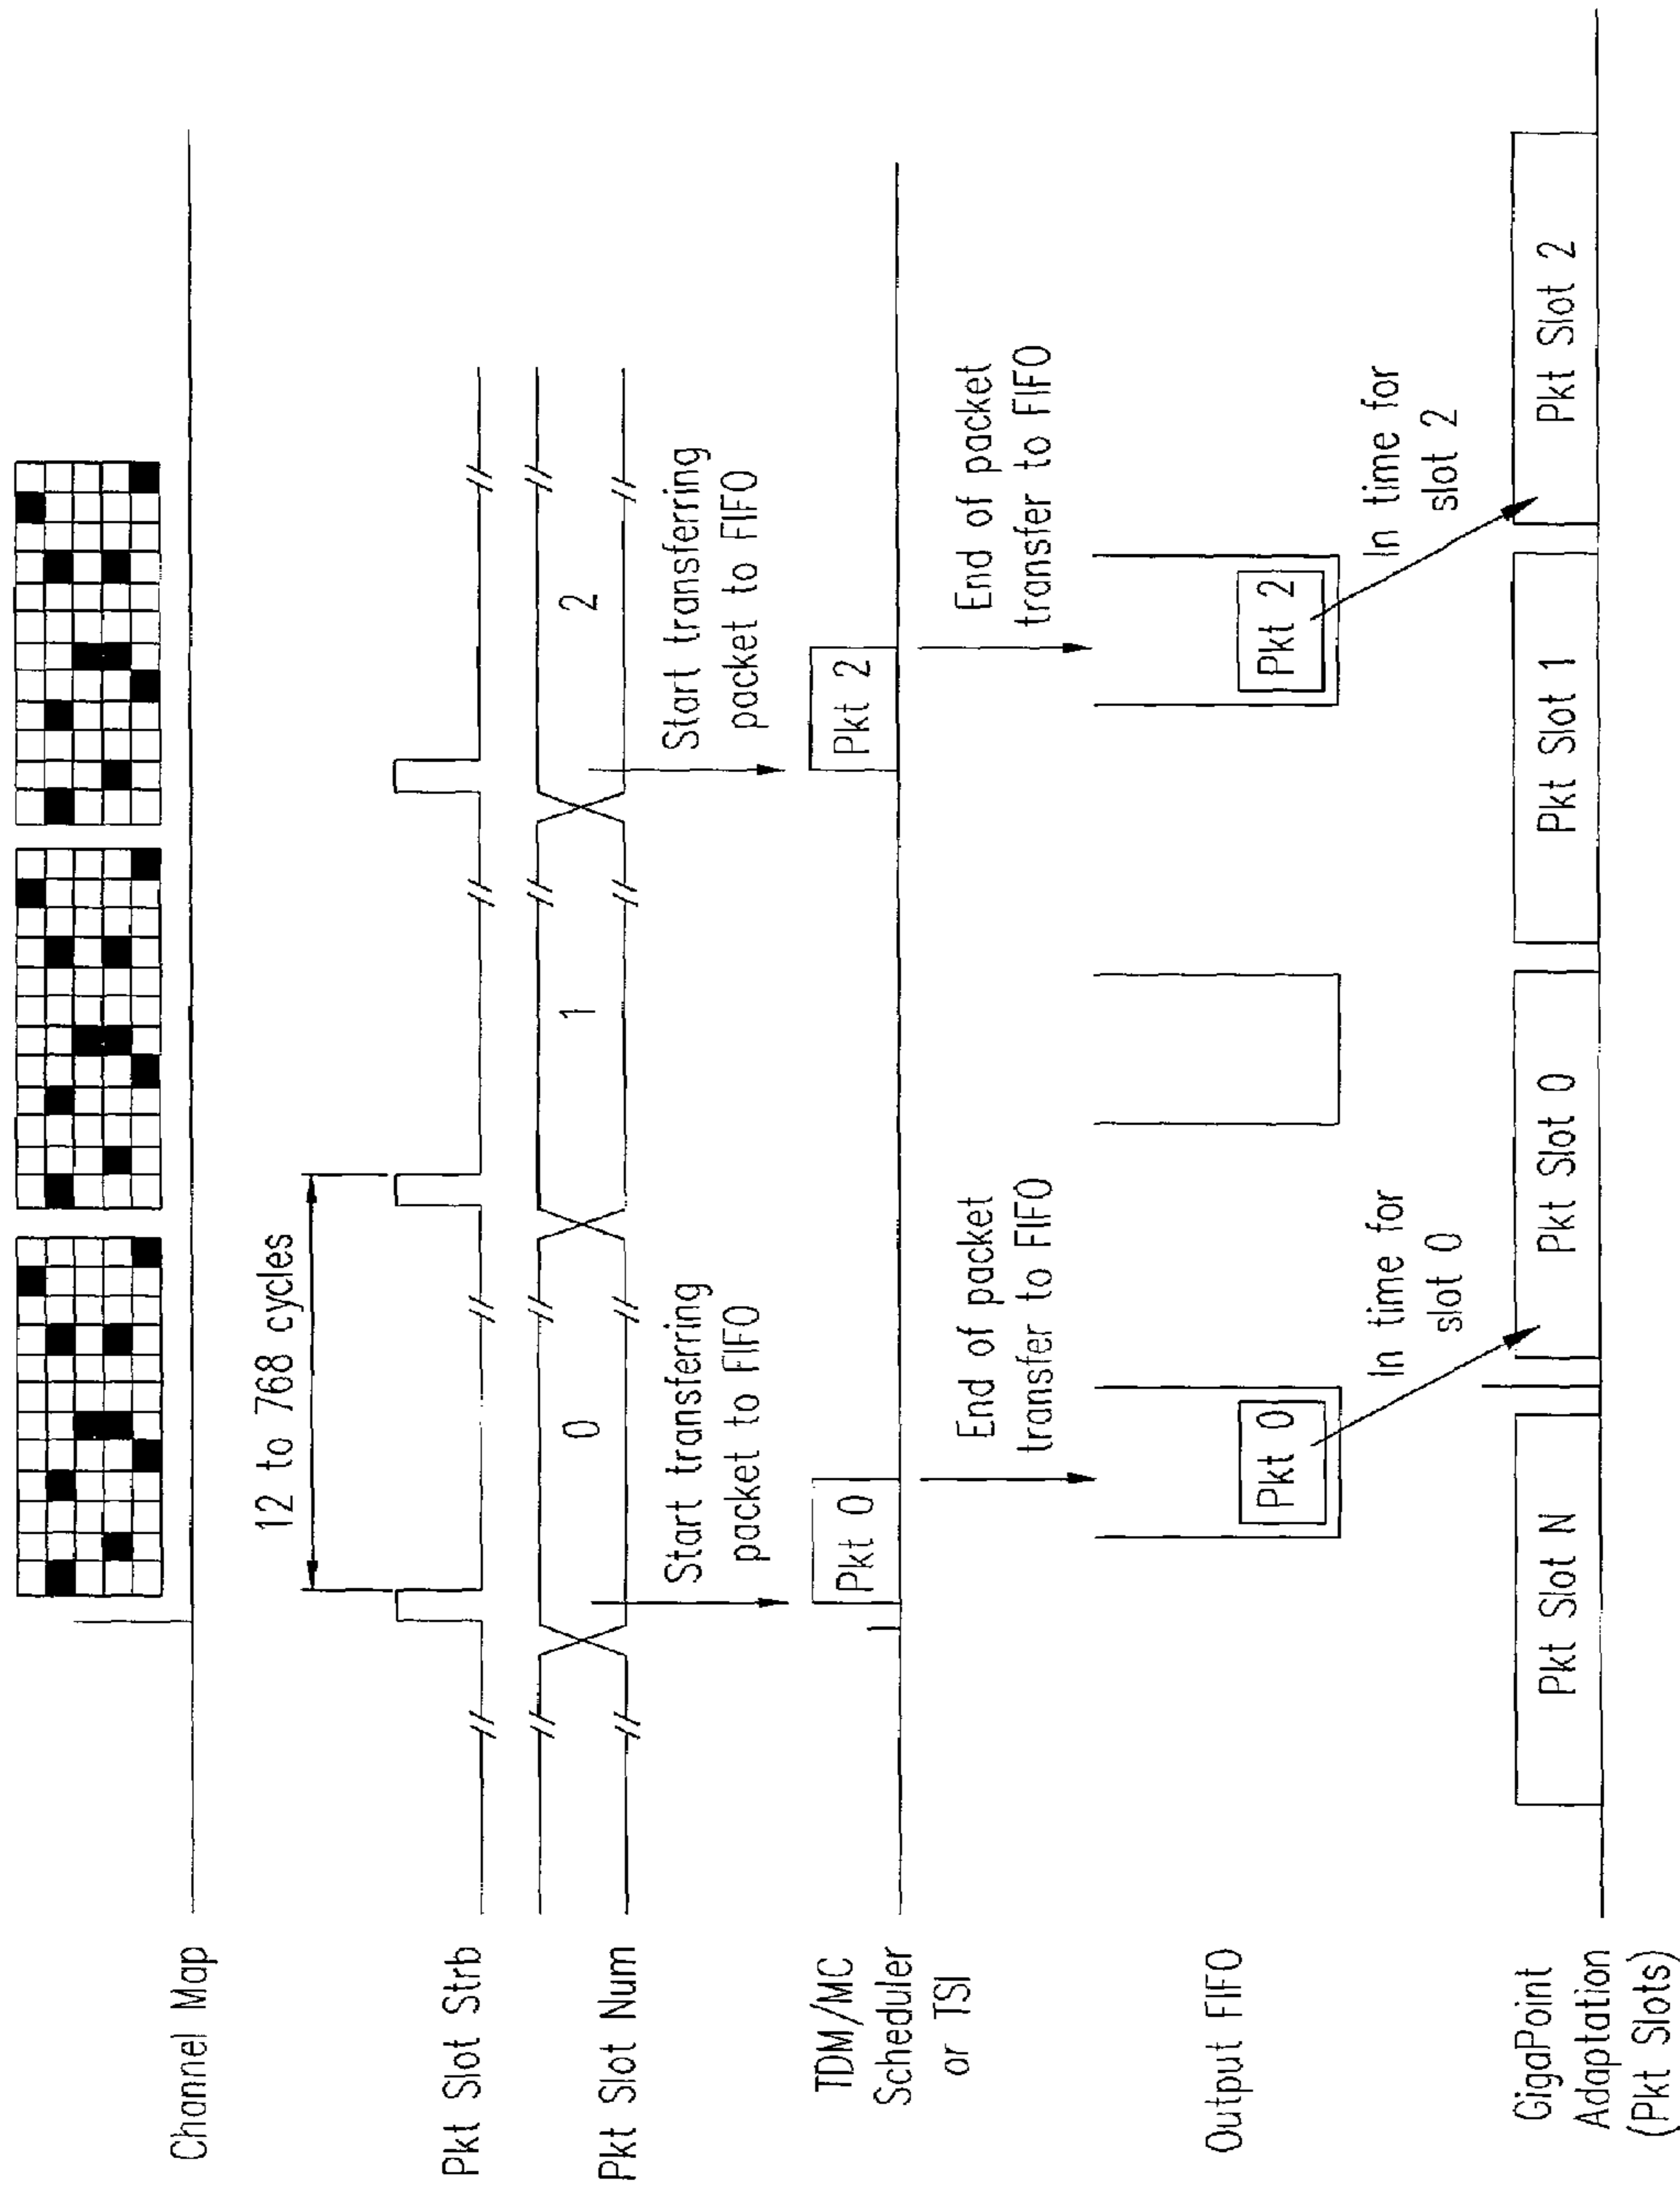 Channel Map
12 to 768 cycles
Pkt Slot Strb
Pkt Slot Num
0
1
2
Start transferring
packet to FIFO
Start transferring
packet to FIFO
TDM/MC
Scheduler
or TSI
Pkt 0
Pkt 2
End of packet
transfer to FIFO
End of packet
transfer to FIFO
Output FIFO
Pkt 0
Pkt 2
In time for
slot 0
In time for
slot 2
GigaPoint
Adaptation
(Pkt Slots)
Pkt Slot N
Pkt Slot 0
Pkt Slot 1
Pkt Slot 2